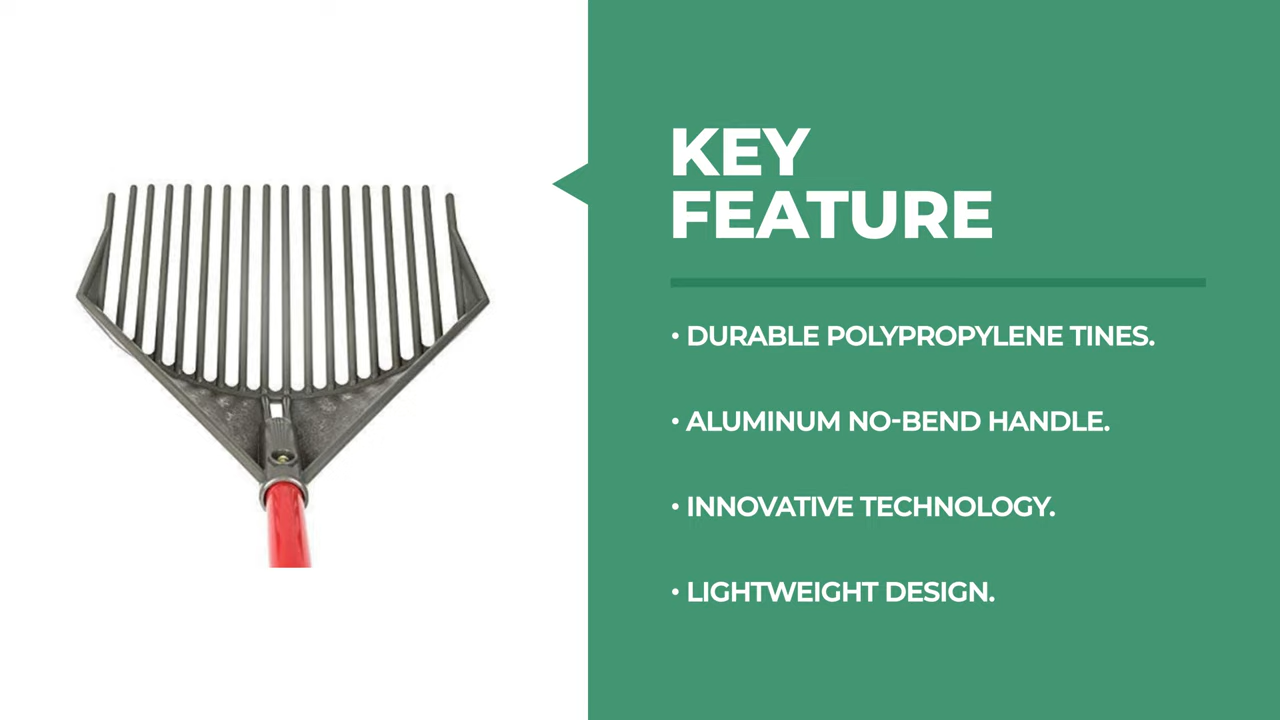 KEY
FEATURE
• DURABLE POLYPROPYLENE TINES.
• ALUMINUM NO-BEND HANDLE.
• INNOVATIVE TECHNOLOGY.
• LIGHTWEIGHT DESIGN.